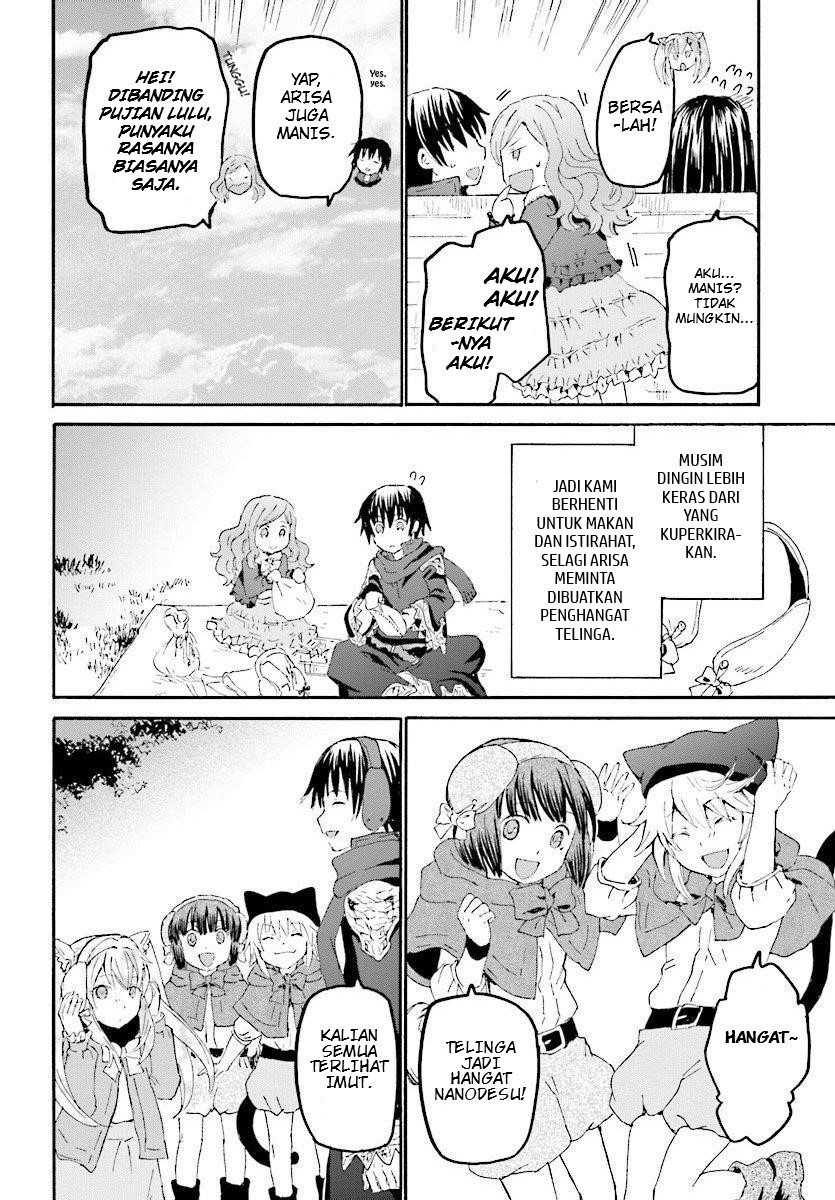 BERSA
-LAH!
AKU...
MANIS?
TIDAK
MUNGKIN...
AKU!
AKU!
BERIKUT
-NYA
AKU!
Yes,
yes.
YAP,
ARISA
JUGA
MANIS.
TUNGGU!
HEI!
DIBANDING
PUJIAN LULU,
PUNYAKU
RASANYA
BIASANYA
SAJA.
MUSIM
DINGIN LEBIH
KERAS DARI
YANG
KUPERKIRA-
KAN.
JADI KAMI
BERHENTI
UNTUK MAKAN
DAN ISTIRAHAT,
SELAGI ARISA
MEMINTA
DIBUATKAN
PENGHANGAT
TELINGA.
HANGAT~
TELINGA
JADI
HANGAT
NANODESU!
KALIAN
SEMUA
TERLIHAT
IMUT.